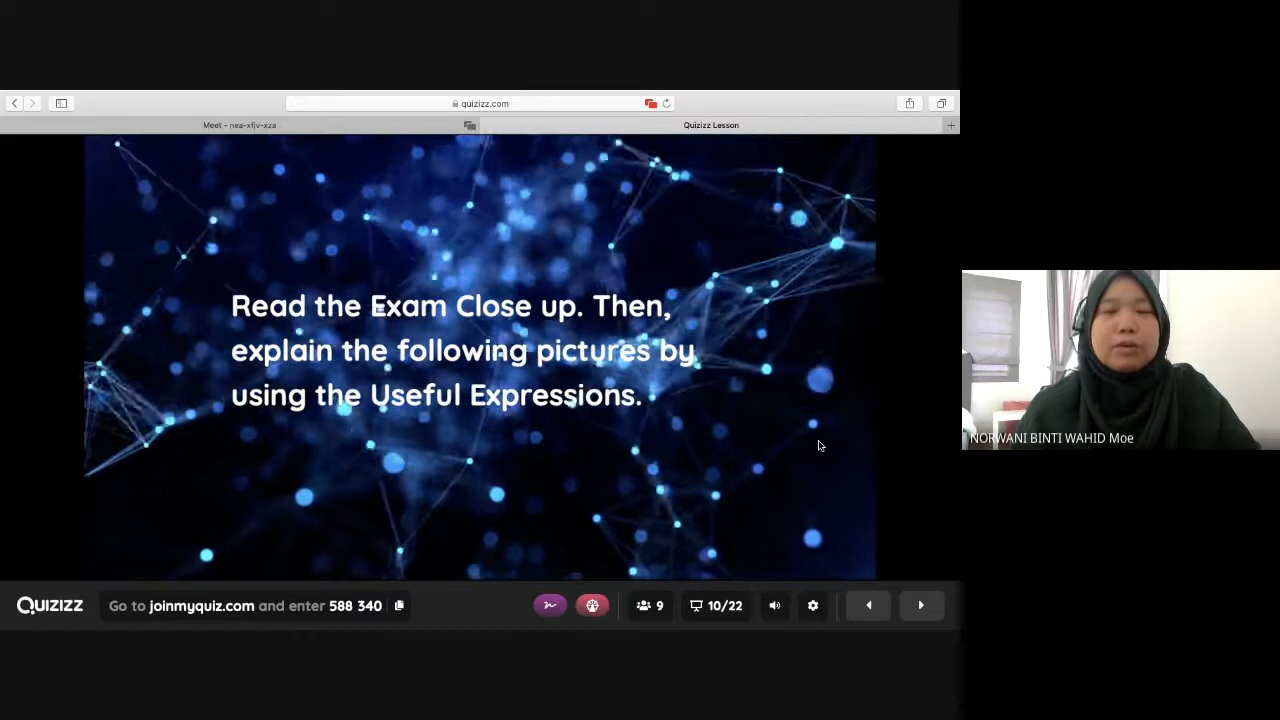 quizizz.com
Meet - nea-xfjv-xza
Quizizz Lesson
Read the Exam Close up. Then,
explain the following pictures by
using the Useful Expressions.
NORWANI BINTI WAHID Moe
QUIZIZZ
Go to joinmyquiz.com and enter 588 340
9
10/22